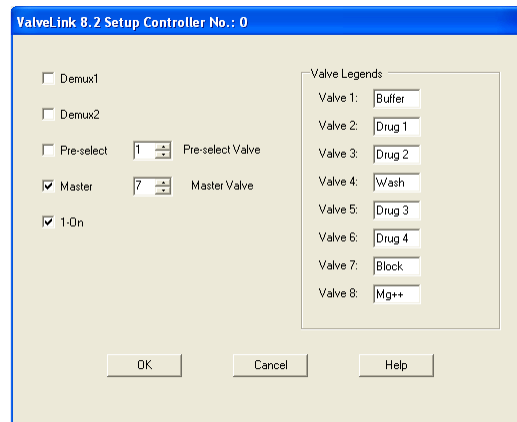 ValveLink 8.2 Setup Controller No.: 0
Demux1
Demux2
Pre-select 1 Pre-select Valve
Master 7 Master Valve
1-On
Valve Legends
Valve 1: Buffer
Valve 2: Drug 1
Valve 3: Drug 2
Valve 4: Wash
Valve 5: Drug 3
Valve 6: Drug 4
Valve 7: Block
Valve 8: Mg++
OK Cancel Help